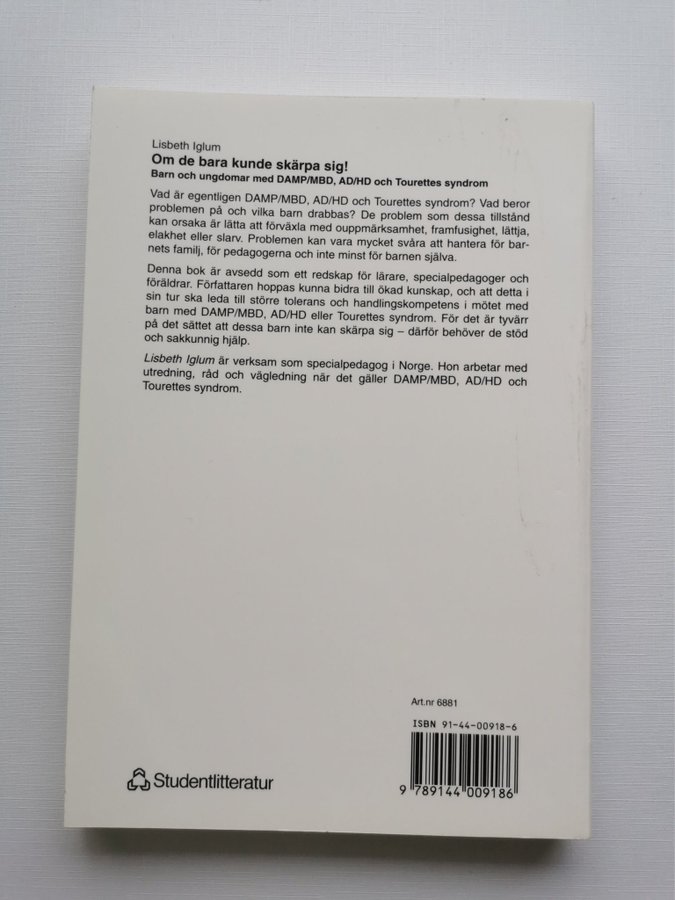 Lisbeth Iglum
Om de bara kunde skärpa sig!
Barn och ungdomar med DAMP/MBD, AD/HD och Tourettes syndrom
Vad är egentligen DAMP/MBD, AD/HD och Tourettes syndrom? Vad beror
problemen på och vilka barn drabbas? De problem som dessa tillstånd
kan orsaka är lätta att förväxla med ouppmärksamhet, framfusighet, lättja,
elakhet eller slarv. Problemen kan vara mycket svåra att hantera för bar-
nets familj, för pedagogerna och inte minst för barnen själva.
Denna bok är avsedd som ett redskap för lärare, specialpedagoger och
föräldrar. Författaren hoppas kunna bidra till ökad kunskap, och att detta i
sin tur ska leda till större tolerans och handlingskompetens i mötet med
barn med DAMP/MBD, AD/HD eller Tourettes syndrom. För det är tyvärr
på det sättet att dessa barn inte kan skärpa sig – därför behöver de stöd
och sakkunnig hjälp.
Lisbeth Iglum är verksam som specialpedagog i Norge. Hon arbetar med
utredning, råd och vägledning när det gäller DAMP/MBD, AD/HD och
Tourettes syndrom.
Art.nr 6881
ISBN 91-44-00918-6
9 789144 009186
Studentlitteratur